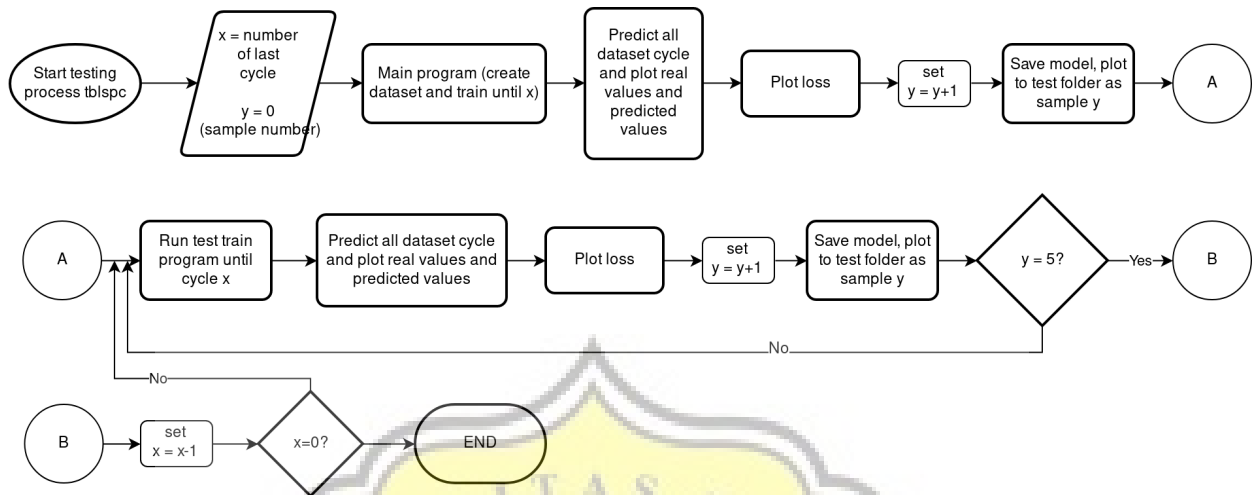 Start testing
process tblspc
x = number
of last
cycle
y = 0
(sample number)
Main program (create
dataset and train until x)
Predict all
dataset cycle
and plot real
values and
predicted
values
Plot loss
set
y = y+1
Save model, plot
to test folder as
sample y
A
A
Run test train
program until
cycle x
Predict all dataset cycle
and plot real values and
predicted values
Plot loss
set
y = y+1
Save model, plot
to test folder as
sample y
y = 5?
Yes
B
No
No
B
set
x = x-1
x=0?
END
I T A S